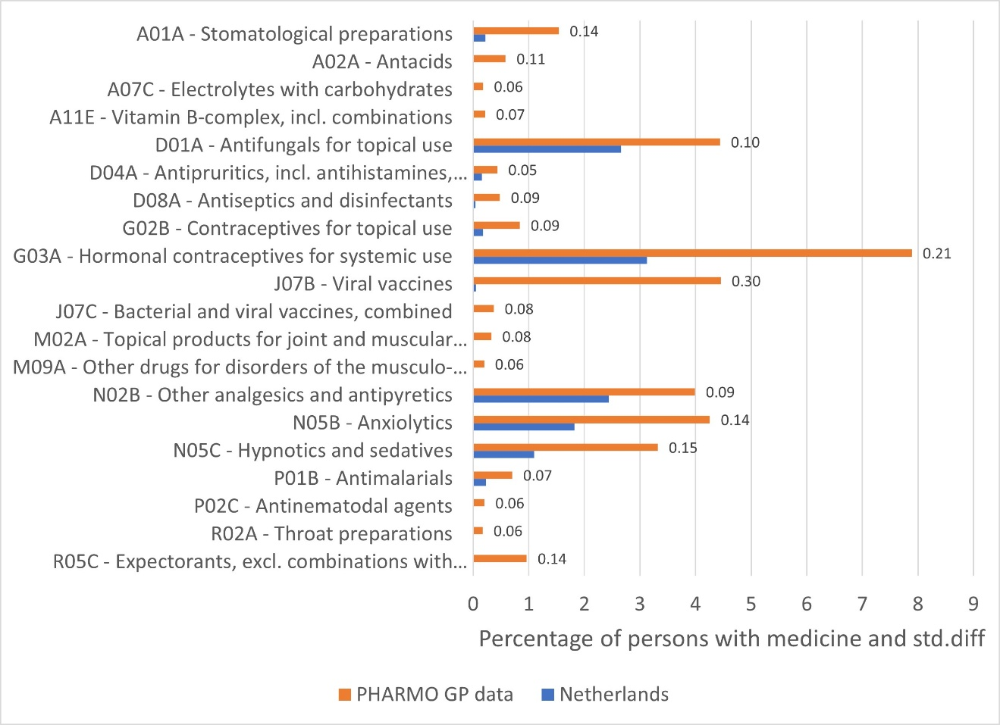 A01A - Stomatological preparations 0.14
A02A - Antacids 0.11
A07C - Electrolytes with carbohydrates 0.06
A11E - Vitamin B-complex, incl. combinations 0.07
D01A - Antifungals for topical use 0.10
D04A - Antipruritics, incl. antihistamines,... 0.05
D08A - Antiseptics and disinfectants 0.09
G02B - Contraceptives for topical use 0.09
G03A - Hormonal contraceptives for systemic use 0.21
J07B - Viral vaccines 0.30
J07C - Bacterial and viral vaccines, combined 0.08
M02A - Topical products for joint and muscular... 0.08
M09A - Other drugs for disorders of the musculo-... 0.06
N02B - Other analgesics and antipyretics 0.09
N05B - Anxiolytics 0.14
N05C - Hypnotics and sedatives 0.15
P01B - Antimalarials 0.07
P02C - Antinematodal agents 0.06
R02A - Throat preparations 0.06
R05C - Expectorants, excl. combinations with... 0.14
0 1 2 3 4 5 6 7 8 9
Percentage of persons with medicine and std.diff
PHARMO GP data Netherlands